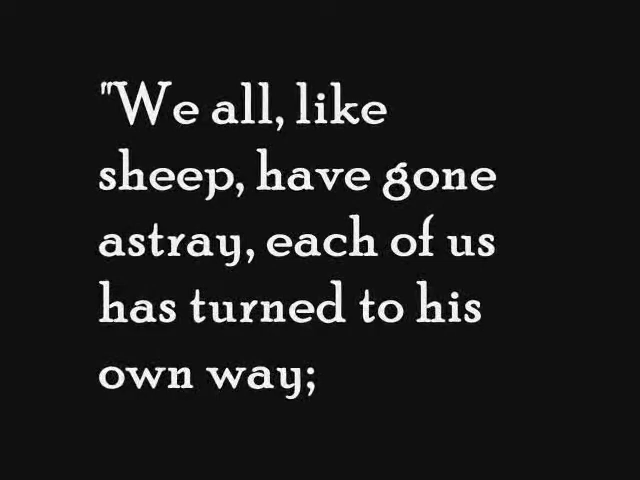 "We all, like
sheep, have gone
astray, each of us
has turned to his
own way;